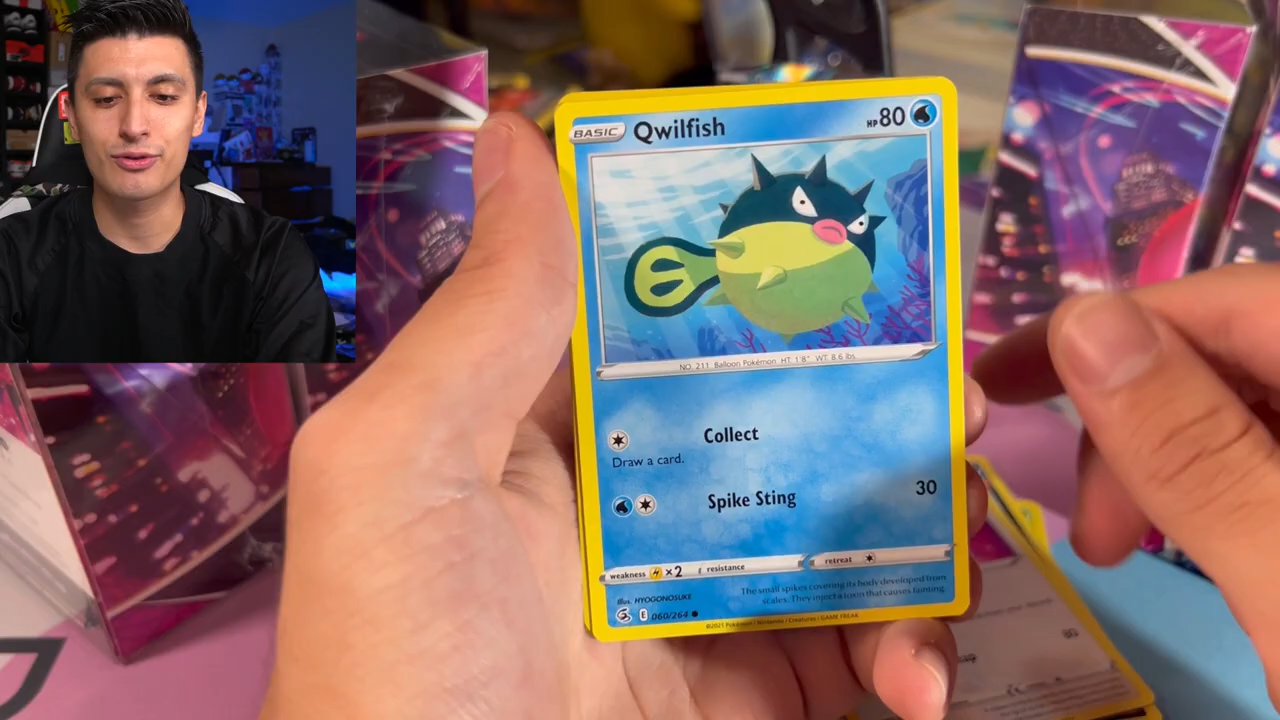 BASIC Qwilfish HP 80
NO. 211 Balloon Pokémon HT: 1'8" WT: 8.6 lbs.
Collect
Draw a card.
Spike Sting 30
weakness ×2 resistance retreat
Illus. HYOGONOSUKE
The small spikes covering its body developed from
scales. They inject a toxin that causes fainting.
E 060/264 ●
©2021 Pokémon / Nintendo / Creatures / GAME FREAK